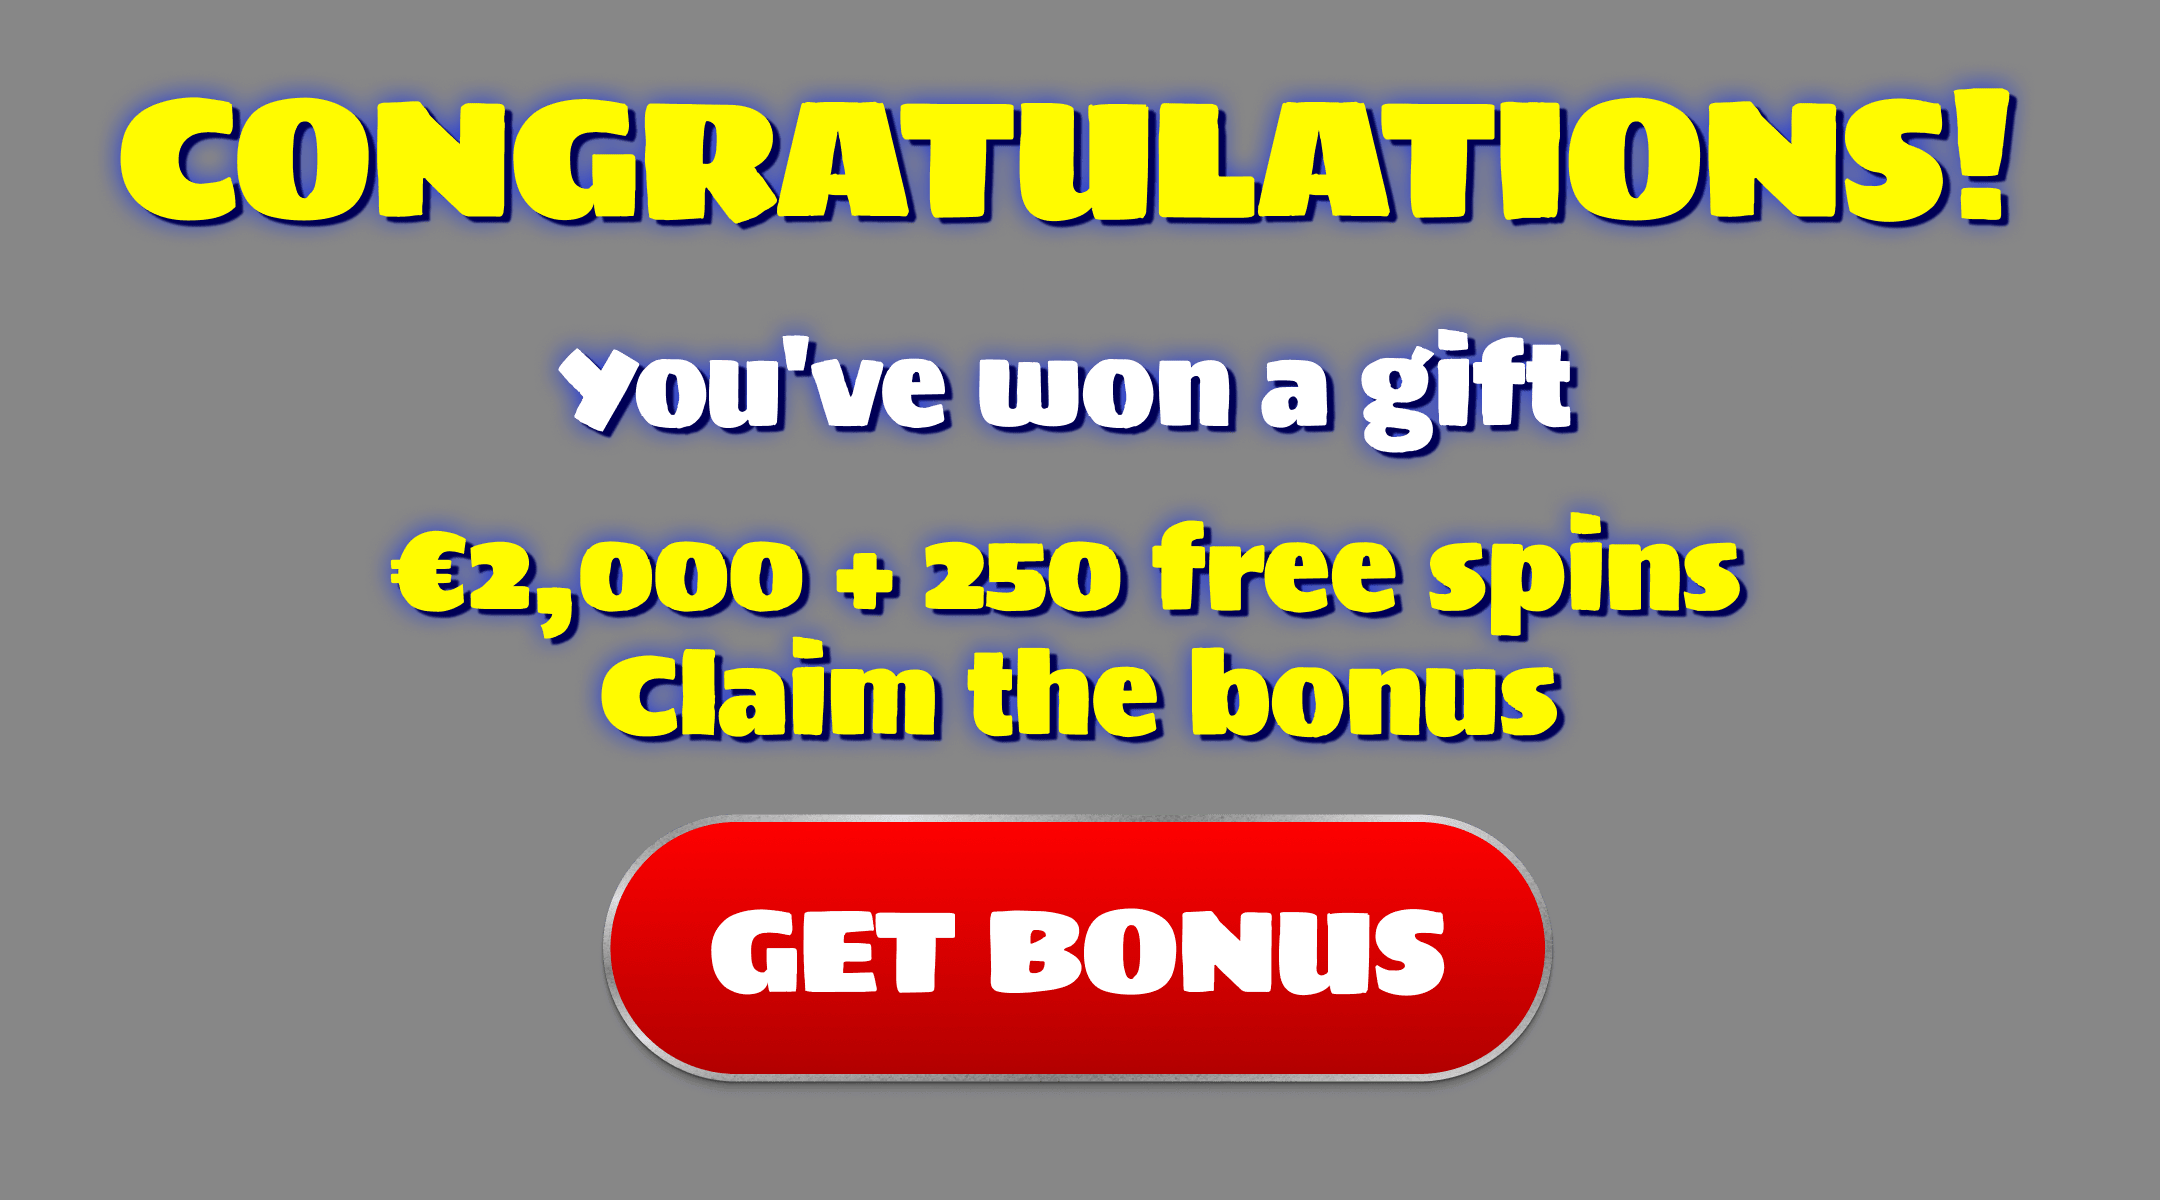 CONGRATULATIONS!
You've won a gift
€2,000 + 250 free spins
Claim the bonus
GET BONUS